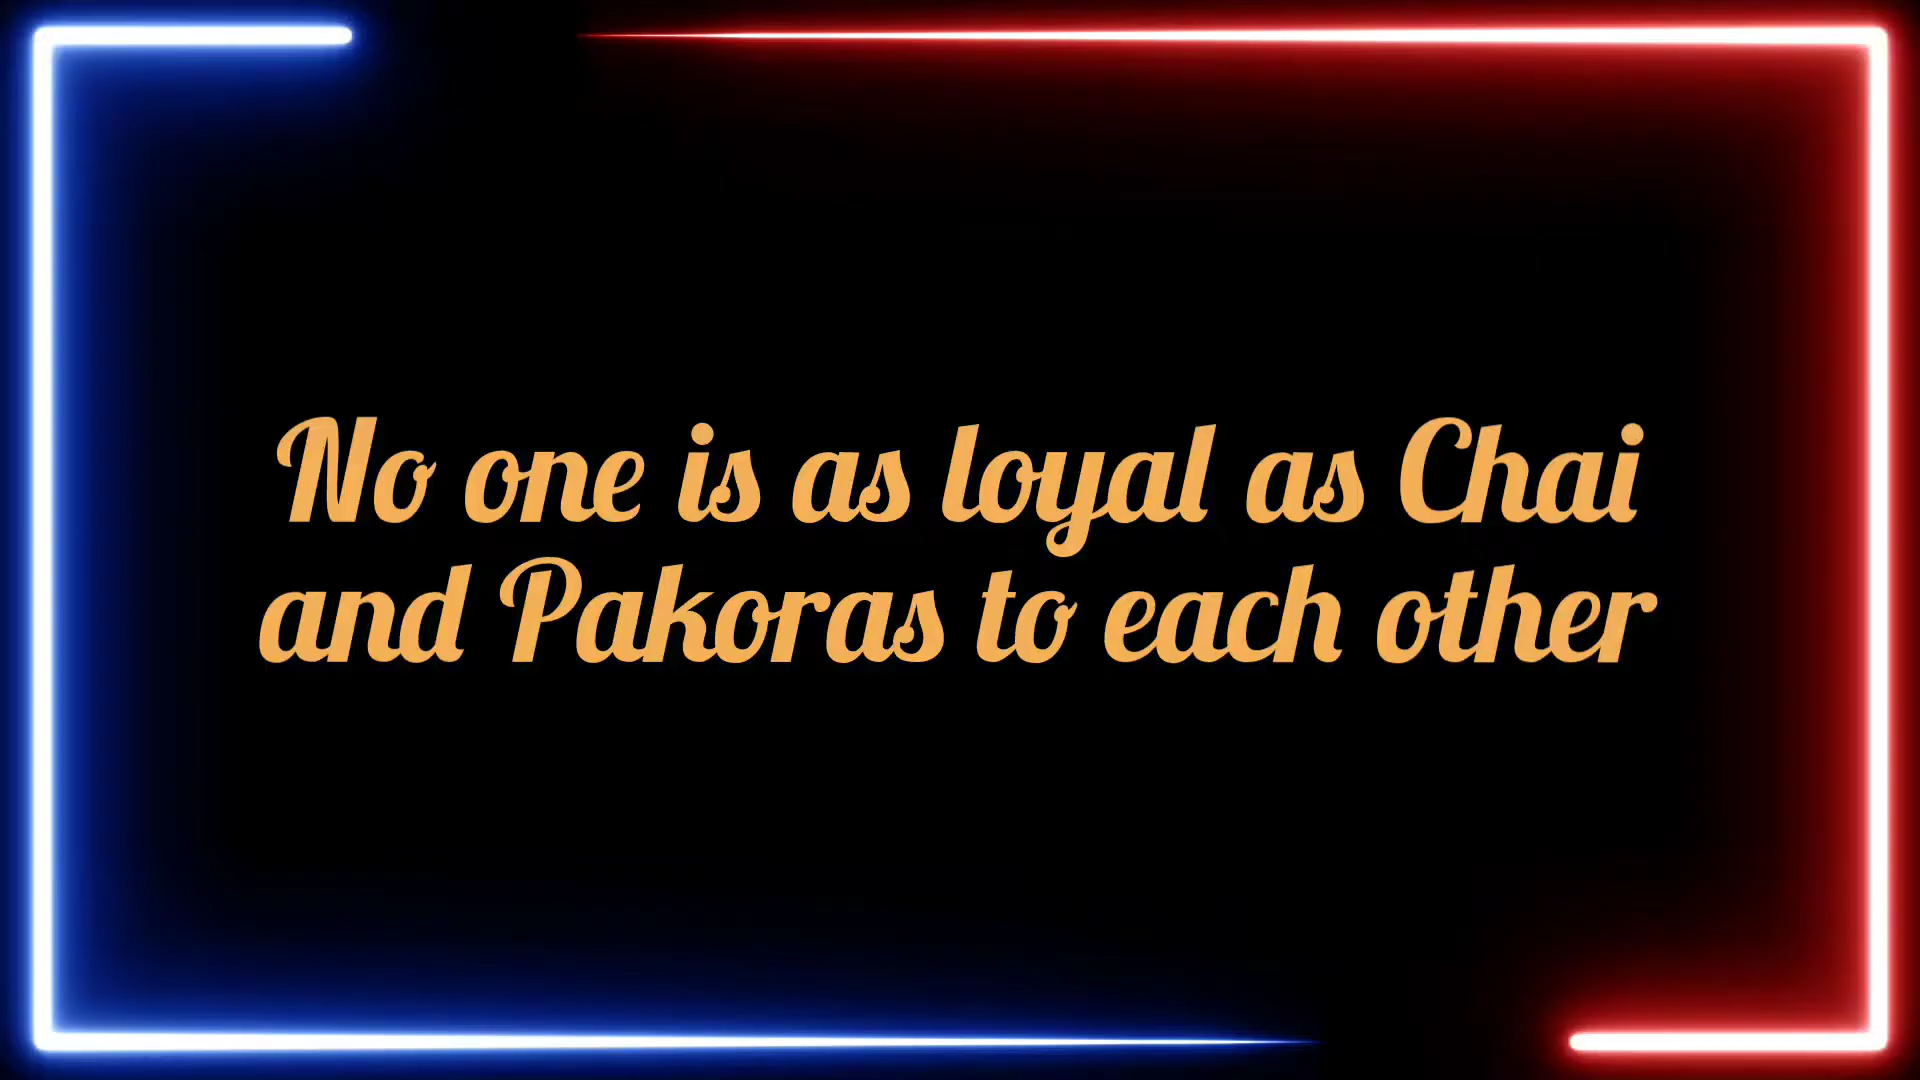 No one is as loyal as Chai
and Pakoras to each other